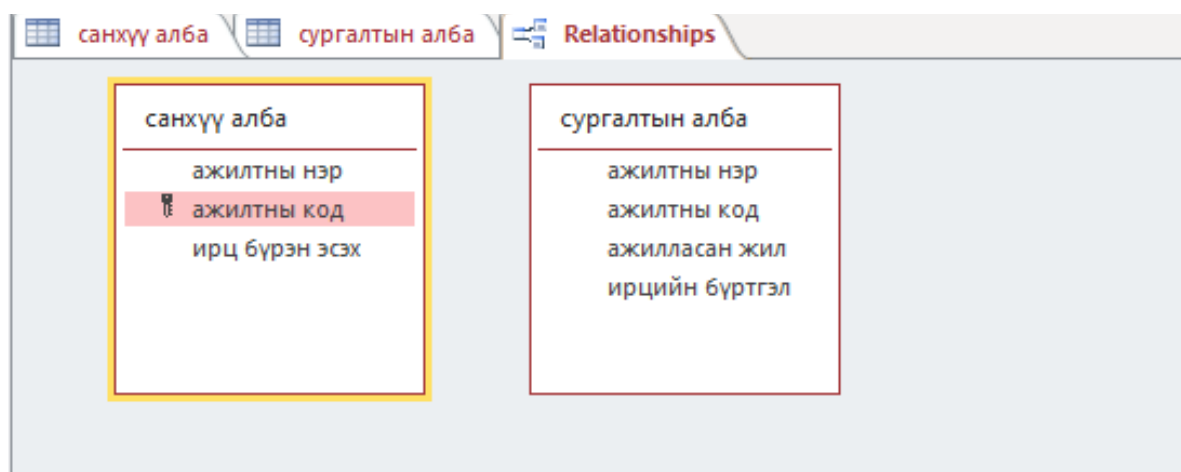 санхүү алба сургалтын алба Relationships
санхүү алба
ажилтны нэр
ажилтны код
ирц бүрэн эсэх
сургалтын алба
ажилтны нэр
ажилтны код
ажилласан жил
ирцийн бүртгэл